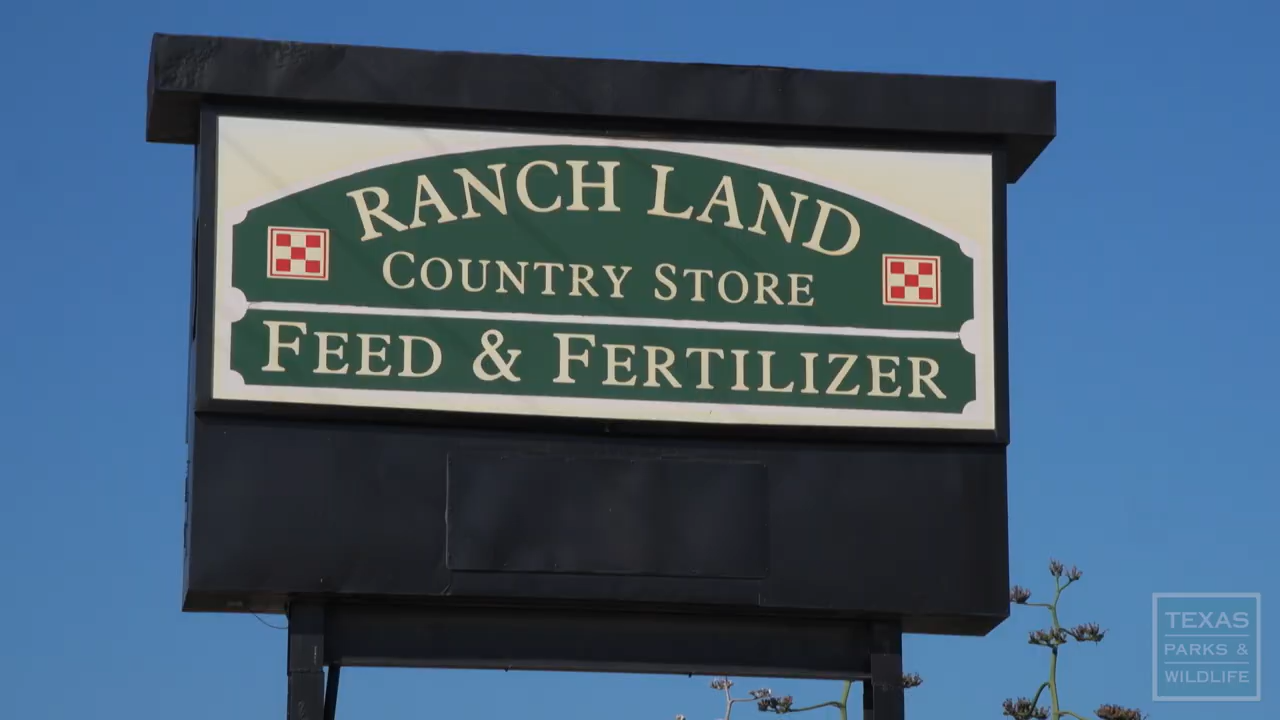 RANCH LAND
COUNTRY STORE
FEED & FERTILIZER
TEXAS
PARKS &
WILDLIFE